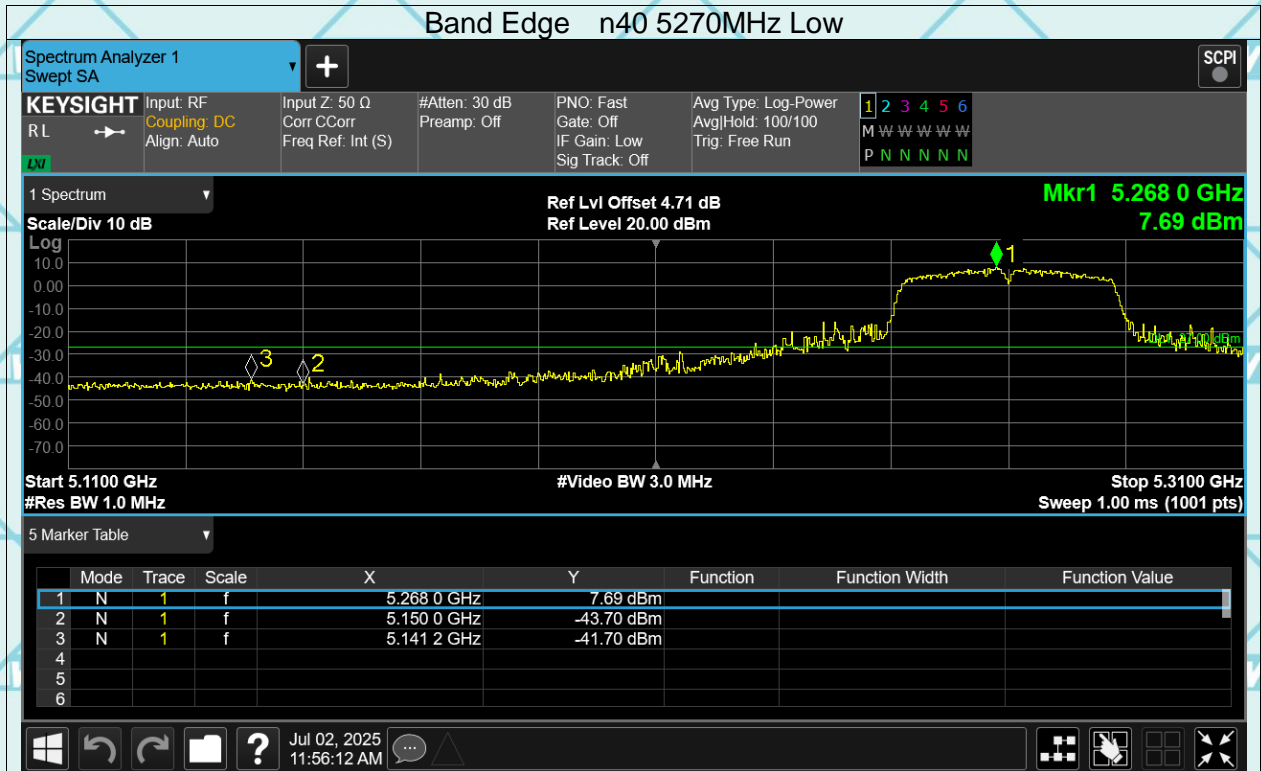 Band Edge n40 5270MHz Low
Spectrum Analyzer 1
Swept SA
+
SCPI
KEYSIGHT
R L
LXI
Input: RF
Coupling: DC
Align: Auto
Input Z: 50 Ω
Corr CCorr
Freq Ref: Int (S)
#Atten: 30 dB
Preamp: Off
PNO: Fast
Gate: Off
IF Gain: Low
Sig Track: Off
Avg Type: Log-Power
Avg|Hold: 100/100
Trig: Free Run
1 2 3 4 5 6
M W W W W W
P N N N N N
1 Spectrum
Scale/Div 10 dB
Ref Lvl Offset 4.71 dB
Ref Level 20.00 dBm
Mkr1 5.268 0 GHz
7.69 dBm
Log
10.0
0.00
-10.0
-20.0
-30.0
-40.0
-50.0
-60.0
-70.0
1
3
2
Start 5.1100 GHz
#Video BW 3.0 MHz
Stop 5.3100 GHz
#Res BW 1.0 MHz
Sweep 1.00 ms (1001 pts)
5 Marker Table
Mode Trace Scale X Y Function Function Width Function Value
1 N 1 f 5.268 0 GHz 7.69 dBm
2 N 1 f 5.150 0 GHz -43.70 dBm
3 N 1 f 5.141 2 GHz -41.70 dBm
4
5
6
?
Jul 02, 2025
11:56:12 AM